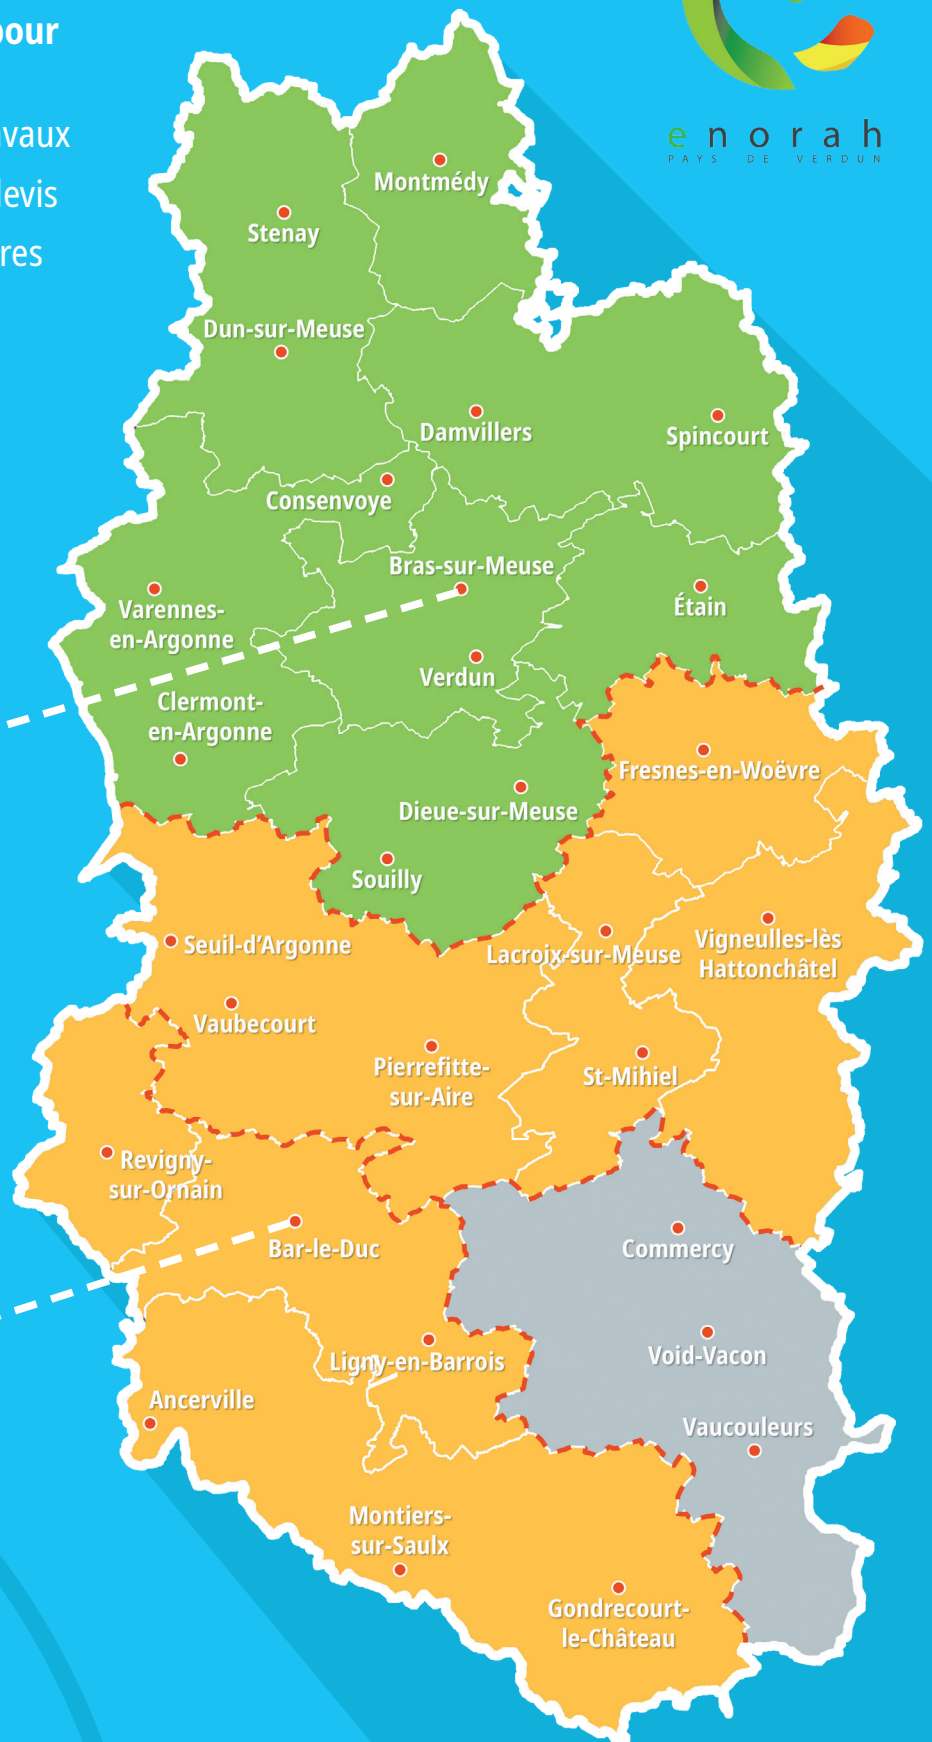 pour
devis
res
enorah
PAYS DE VERDUN
Montmédy
Stenay
Dun-sur-Meuse
Damvillers
Spincourt
Consenvoye
Bras-sur-Meuse
Étain
Varennes-
en-Argonne
Verdun
Clermont-
en-Argonne
Fresnes-en-Woëvre
Dieue-sur-Meuse
Souilly
Seuil-d'Argonne
Lacroix-sur-Meuse
Vigneulles-lès
Hattonchâtel
Vaubecourt
Pierrefitte-
sur-Aire
St-Mihiel
Revigny-
sur-Ornain
Bar-le-Duc
Commercy
Ligny-en-Barrois
Void-Vacon
Ancerville
Vaucouleurs
Montiers-
sur-Saulx
Gondrecourt-
le-Château